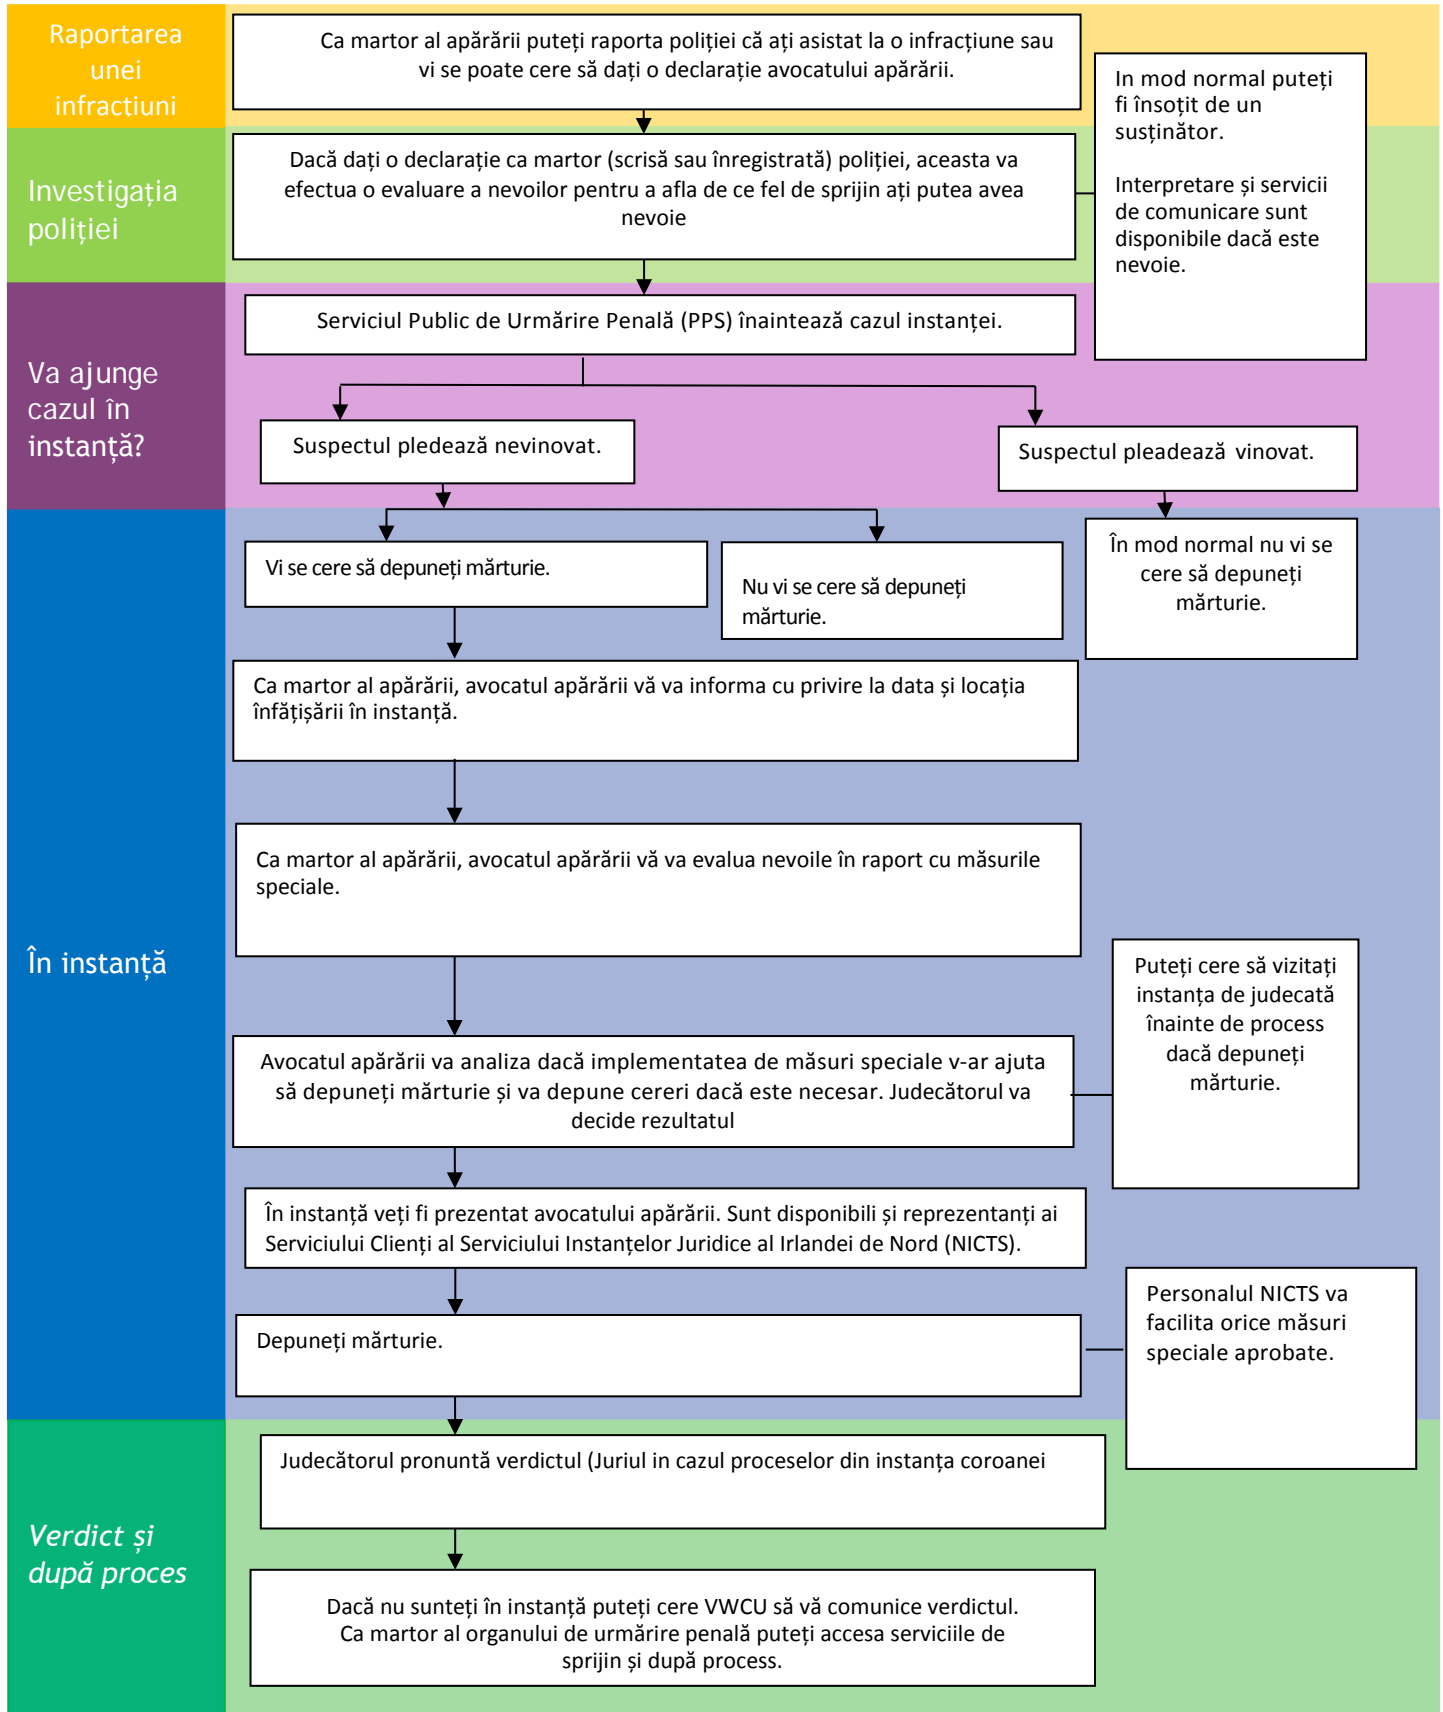 Raportarea
unei
infracțiuni
Ca martor al apărării puteți raporta poliției că ați asistat la o infracțiune sau
vi se poate cere să dați o declarație avocatului apărării.
In mod normal puteți
fi însoțit de un
susținător.
Interpretare și servicii
de comunicare sunt
disponibile dacă este
nevoie.
Investigația
poliției
Dacă dați o declarație ca martor (scrisă sau înregistrată) poliției, aceasta va
efectua o evaluare a nevoilor pentru a afla de ce fel de sprijin ați putea avea
nevoie
Va ajunge
cazul în
instanță?
Serviciul Public de Urmărire Penală (PPS) înaintează cazul instanței.
Suspectul pledează nevinovat.
Suspectul pleadează vinovat.
În instanță
Vi se cere să depuneți mărturie.
Nu vi se cere să depuneți
mărturie.
În mod normal nu vi se
cere să depuneți
mărturie.
Ca martor al apărării, avocatul apărării vă va informa cu privire la data și locația
înfățișării în instanță.
Ca martor al apărării, avocatul apărării vă va evalua nevoile în raport cu măsurile
speciale.
Puteți cere să vizitați
instanța de judecată
înainte de process
dacă depuneți
mărturie.
Avocatul apărării va analiza dacă implementatea de măsuri speciale v-ar ajuta
să depuneți mărturie și va depune cereri dacă este necesar. Judecătorul va
decide rezultatul
În instanță veți fi prezentat avocatului apărării. Sunt disponibili și reprezentanți ai
Serviciului Clienți al Serviciului Instanțelor Juridice al Irlandei de Nord (NICTS).
Personalul NICTS va
facilita orice măsuri
speciale aprobate.
Depuneți mărturie.
Verdict și
după proces
Judecătorul pronuntă verdictul (Juriul in cazul proceselor din instanța coroanei
Dacă nu sunteți în instanță puteți cere VWCU să vă comunice verdictul.
Ca martor al organului de urmărire penală puteți accesa serviciile de
sprijin și după process.